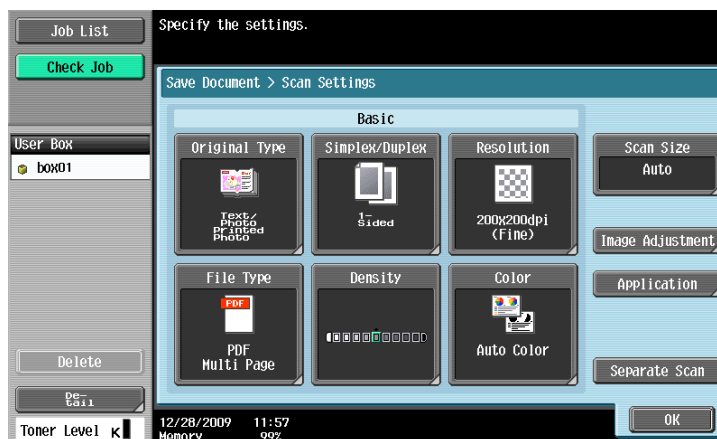 Job List
Check Job
Specify the settings.
Save Document > Scan Settings
Basic
User Box
box01
Original Type
Text/
Photo
Printed
Photo
Simplex/Duplex
1-
Sided
Resolution
200X200dpi
(Fine)
Scan Size
Auto
Image Adjustment
File Type
PDF
PDF
Multi Page
Density
Color
Auto Color
Application
Separate Scan
Delete
De-
tail
Toner Level K
12/28/2009 11:57
Memory 99%
OK